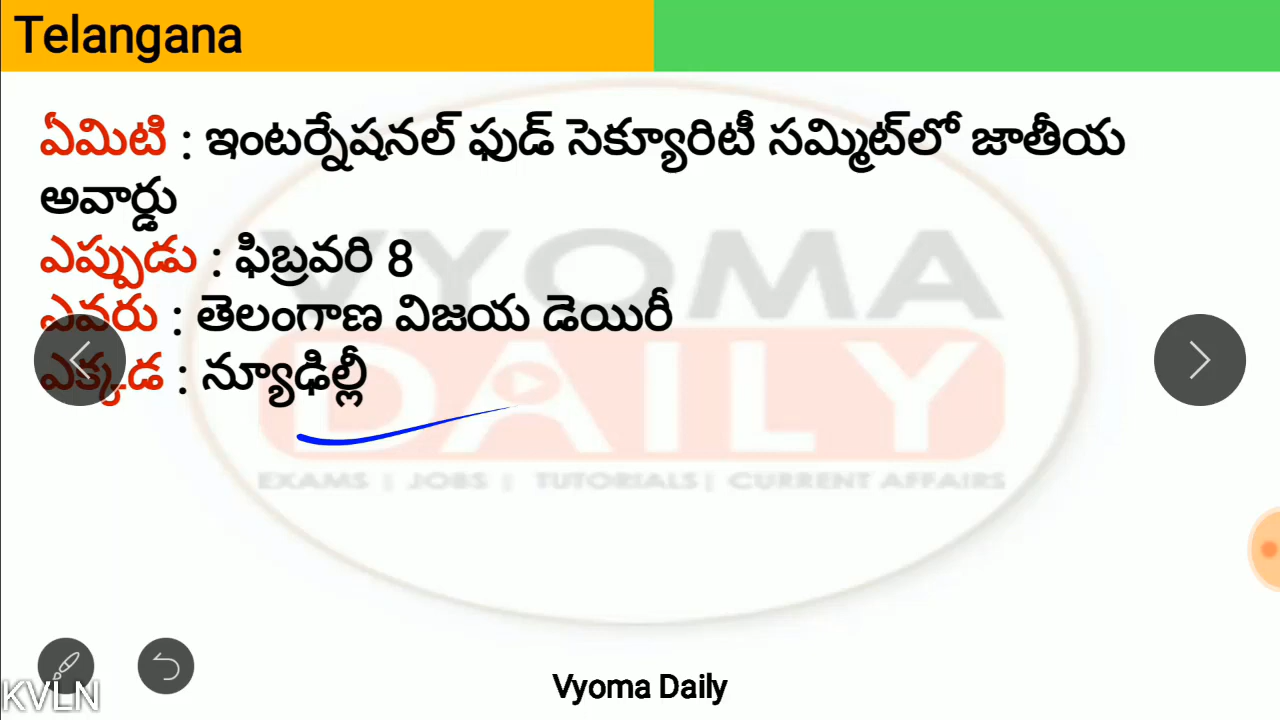 Telangana
ఏమిటి : ఇంటర్నేషనల్ ఫుడ్ సెక్యూరిటీ సమ్మిట్‌లో జాతీయ
అవార్డు
ఎప్పుడు : ఫిబ్రవరి 8
ఎవరు : తెలంగాణ విజయ డెయిరీ
ఎక్కడ : న్యూఢిల్లీ
VYOMA
DAILY
EXAMS | JOBS | TUTORIALS | CURRENT AFFAIRS
Vyoma Daily
KVLN